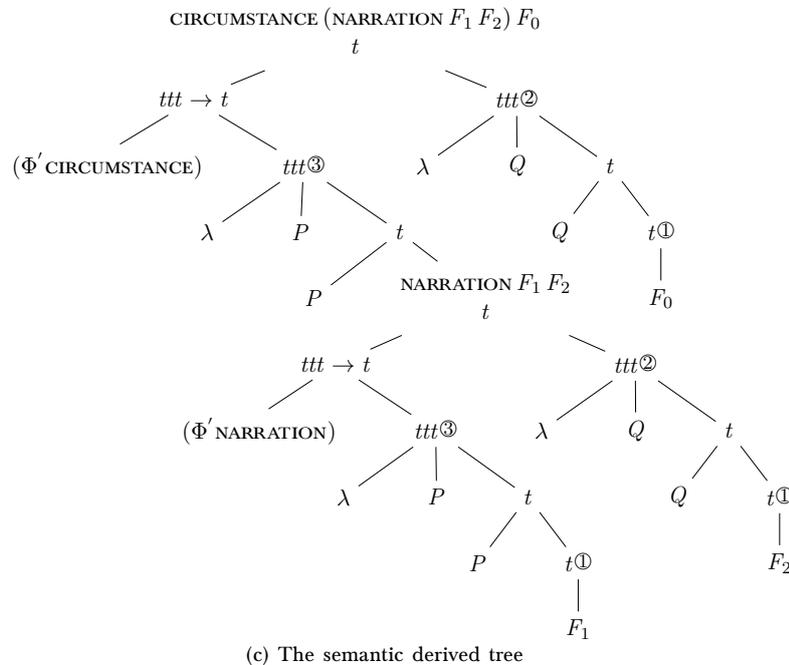 CIRCUMSTANCE (NARRATION F₁ F₂) F₀
t
ttt → t ttt②
(Φ′ CIRCUMSTANCE) ttt③ λ Q t
λ P t Q t①
P NARRATION F₁ F₂ F₀
t
ttt → t ttt②
(Φ′ NARRATION) ttt③ λ Q t
λ P t Q t①
P t① F₂
F₁
(c) The semantic derived tree